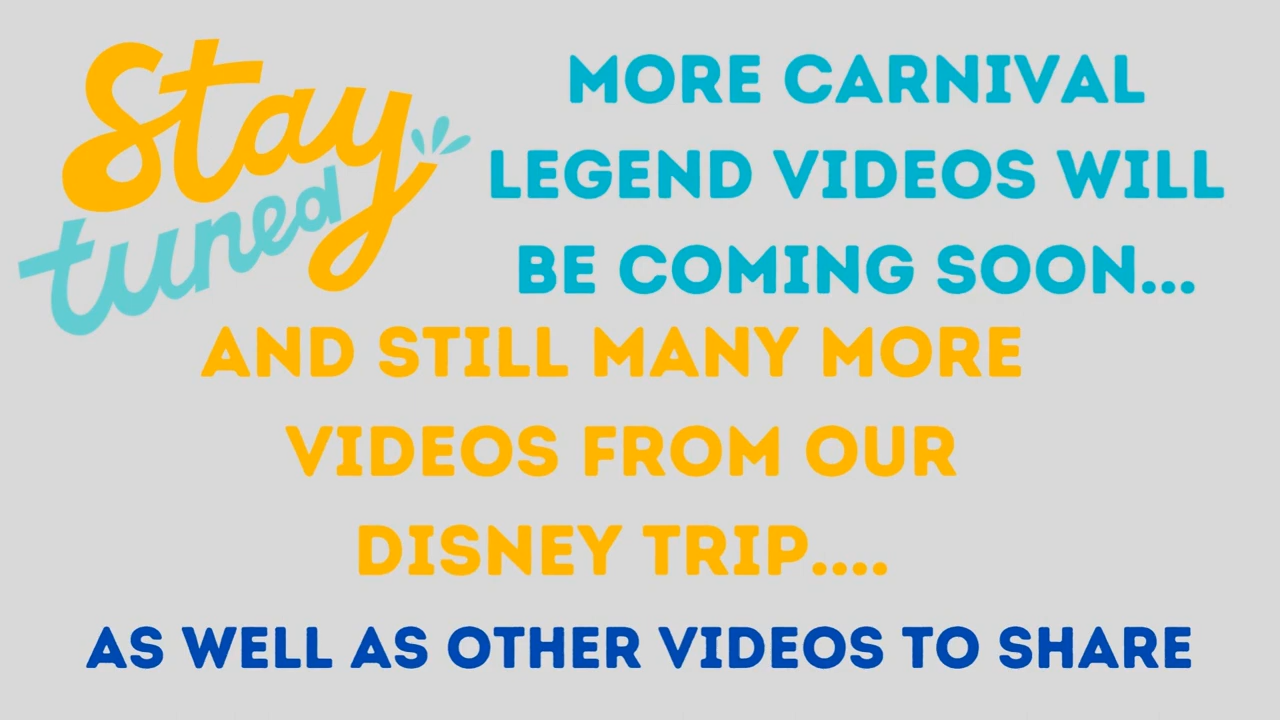 Stay
tuned
MORE CARNIVAL
LEGEND VIDEOS WILL
BE COMING SOON...
AND STILL MANY MORE
VIDEOS FROM OUR
DISNEY TRIP....
AS WELL AS OTHER VIDEOS TO SHARE